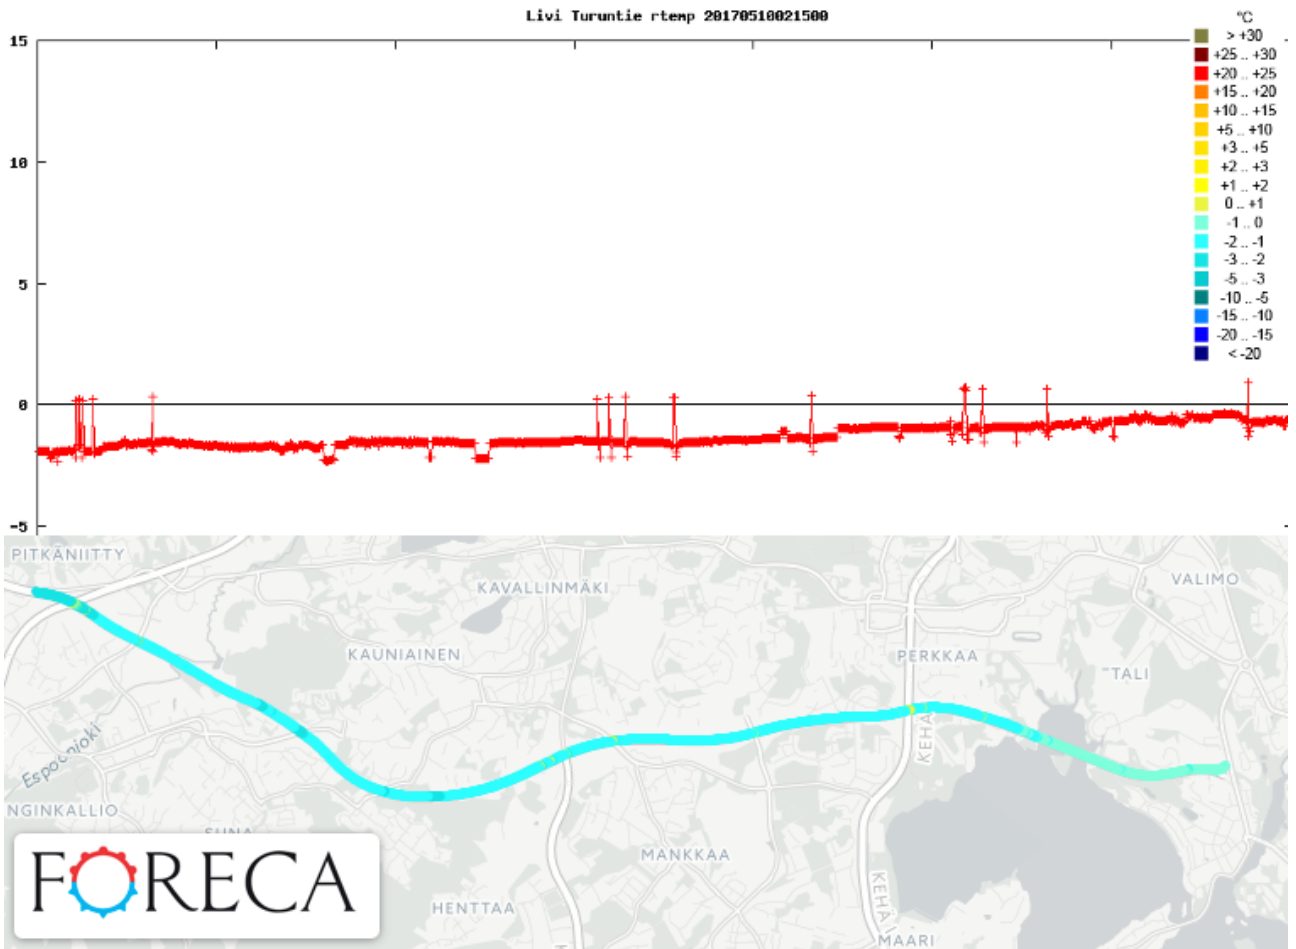 Livi Turuntie rtemp 20170510021500
15
10
5
0
-5
°C
> +30
+25 .. +30
+20 .. +25
+15 .. +20
+10 .. +15
+5 .. +10
+3 .. +5
+2 .. +3
+1 .. +2
0 .. +1
-1 .. 0
-2 .. -1
-3 .. -2
-5 .. -3
-10 .. -5
-15 .. -10
-20 .. -15
< -20
PITKÄNIITTY
KAVALLINMÄKI
VALIMO
KAUNIAINEN
PERKKAA
TALI
KEHÄ
Espoonjoki
NGINKALLIO
SUNA
MANKKAA
KEHÄ I
HENTTAA
MAARI
FORECA